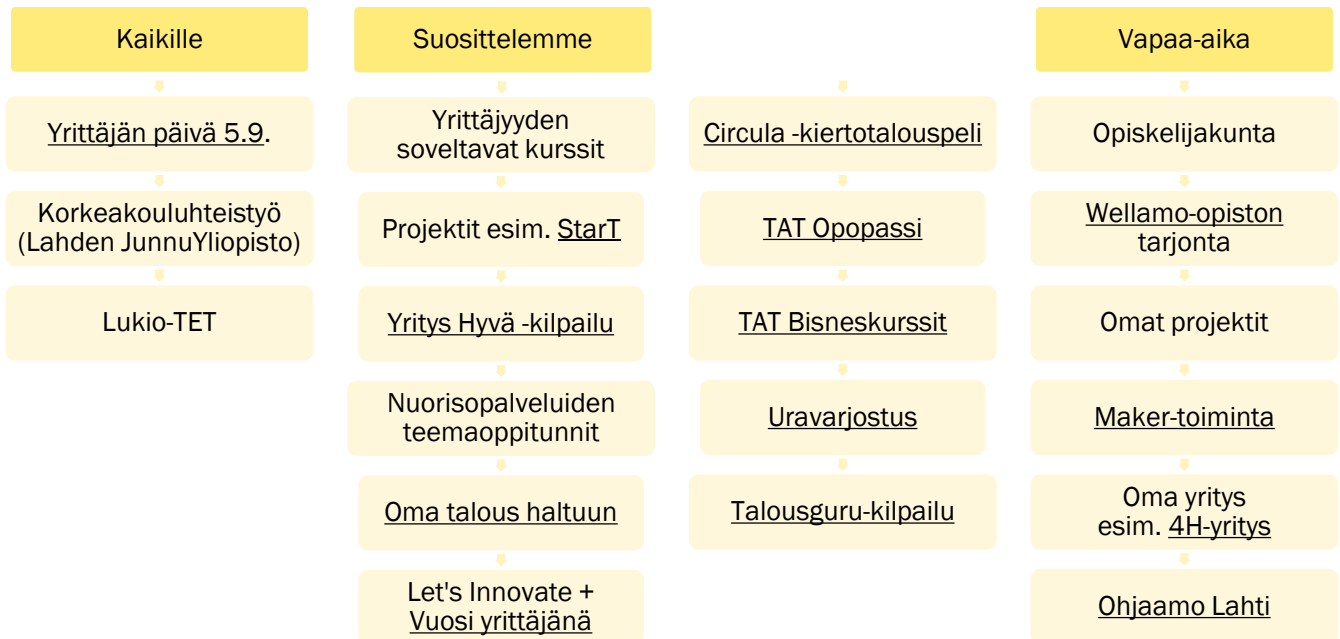 Kaikille
Yrittäjän päivä 5.9.
Korkeakouluhteistyö
(Lahden JunnuYliopisto)
Lukio-TET
Suosittelemme
Yrittäjyyden
soveltavat kurssit
Projektit esim. StarT
Yritys Hyvä -kilpailu
Nuorisopalveluiden
teemaoppitunnit
Oma talous haltuun
Let's Innovate +
Vuosi yrittäjänä
Circula -kiertotalouspeli
TAT Opopassi
TAT Bisneskurssit
Uravarjostus
Talousguru-kilpailu
Vapaa-aika
Opiskelijakunta
Wellamo-opiston
tarjonta
Omat projektit
Maker-toiminta
Oma yritys
esim. 4H-yritys
Ohjaamo Lahti